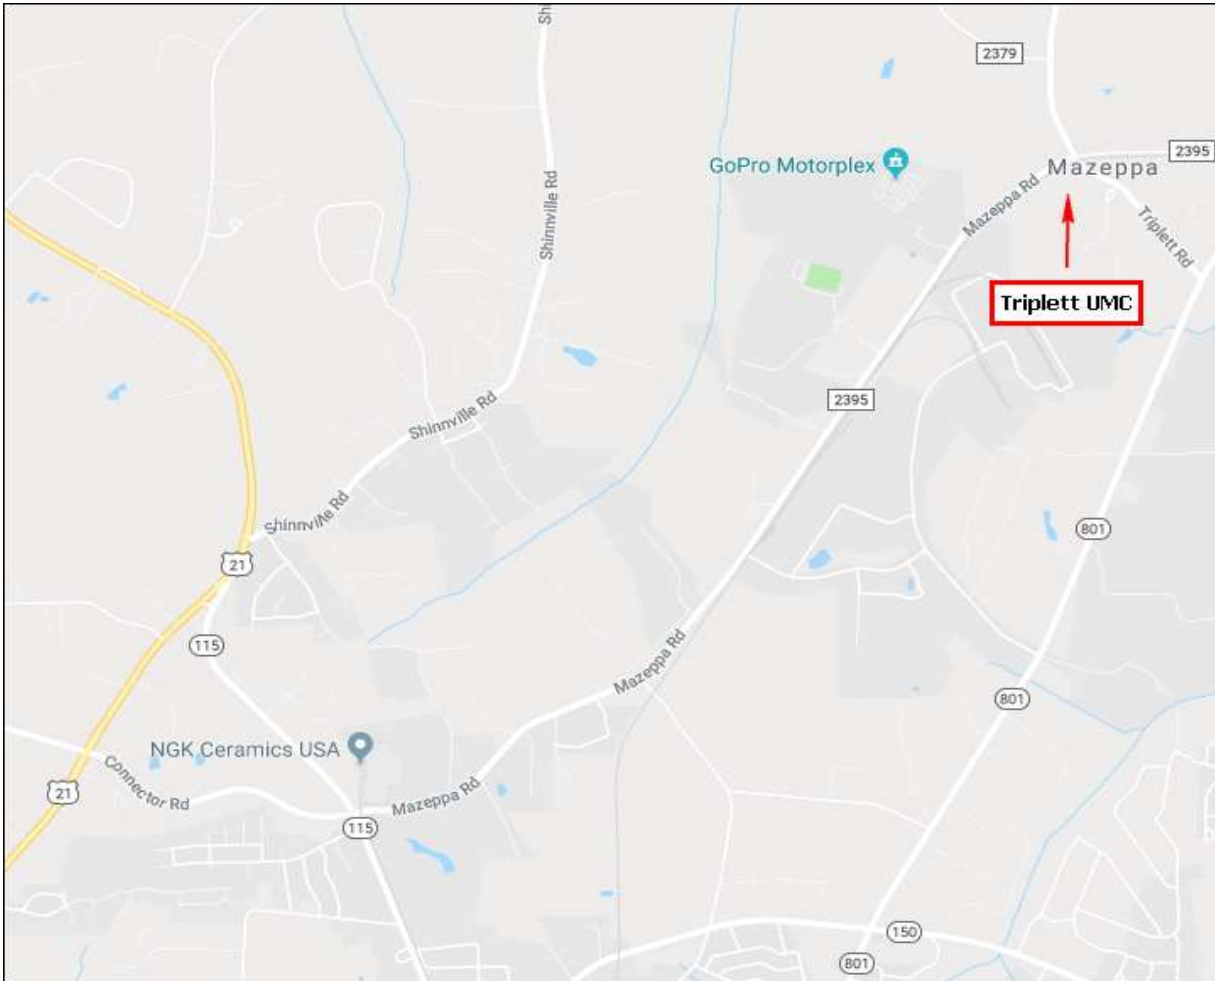 Sh
2379
GoPro Motorplex
2395
Mazeppa
Mazeppa Rd
Shinnville Rd
Triplett Rd
Triplett UMC
2395
Shinnville Rd
Shinnville Rd
801
21
115
Mazeppa Rd
801
NGK Ceramics USA
Connector Rd
21
Mazeppa Rd
115
150
801